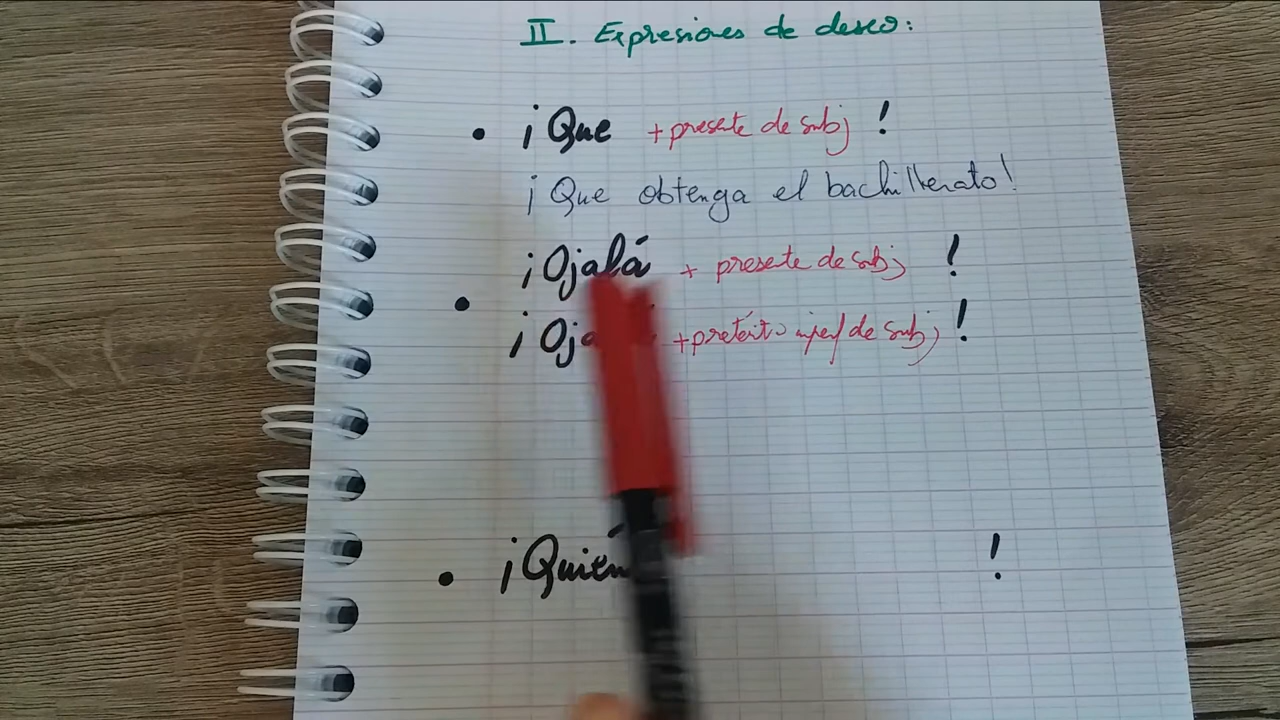 II. Expresiones de deseo:
• ¡Que + presente de subj !
¡Que obtenga el bachillerato!
¡Ojalá + presente de subj !
• + pretérito imperf de subj !
• ¡Quién !